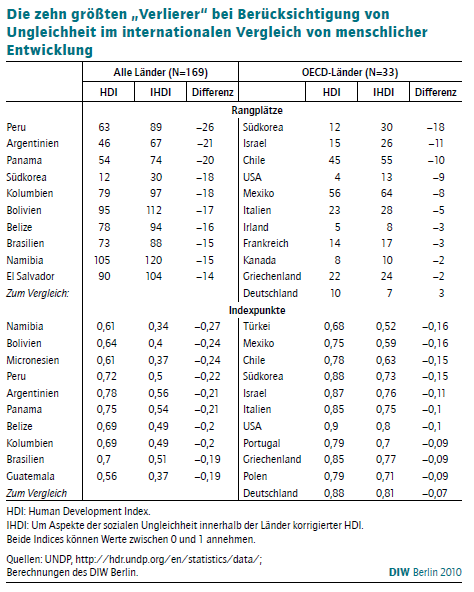 Die zehn größten „Verlierer“ bei Berücksichtigung von
Ungleichheit im internationalen Vergleich von menschlicher
Entwicklung
Alle Länder (N=169) OECD-Länder (N=33)
HDI IHDI Differenz HDI IHDI Differenz
Rangplätze
Peru 63 89 –26 Südkorea 12 30 –18
Argentinien 46 67 –21 Israel 15 26 –11
Panama 54 74 –20 Chile 45 55 –10
Südkorea 12 30 –18 USA 4 13 –9
Kolumbien 79 97 –18 Mexiko 56 64 –8
Bolivien 95 112 –17 Italien 23 28 –5
Belize 78 94 –16 Irland 5 8 –3
Brasilien 73 88 –15 Frankreich 14 17 –3
Namibia 105 120 –15 Kanada 8 10 –2
El Salvador 90 104 –14 Griechenland 22 24 –2
Zum Vergleich: Deutschland 10 7 3
Indexpunkte
Namibia 0,61 0,34 –0,27 Türkei 0,68 0,52 –0,16
Bolivien 0,64 0,4 –0,24 Mexiko 0,75 0,59 –0,16
Micronesien 0,61 0,37 –0,24 Chile 0,78 0,63 –0,15
Peru 0,72 0,5 –0,22 Südkorea 0,88 0,73 –0,15
Argentinien 0,78 0,56 –0,21 Israel 0,87 0,76 –0,11
Panama 0,75 0,54 –0,21 Italien 0,85 0,75 –0,1
Belize 0,69 0,49 –0,2 USA 0,9 0,8 –0,1
Kolumbien 0,69 0,49 –0,2 Portugal 0,79 0,7 –0,09
Brasilien 0,7 0,51 –0,19 Griechenland 0,85 0,77 –0,09
Guatemala 0,56 0,37 –0,19 Polen 0,79 0,71 –0,09
Zum Vergleich Deutschland 0,88 0,81 –0,07
HDI: Human Development Index.
IHDI: Um Aspekte der sozialen Ungleichheit innerhalb der Länder korrigierter HDI.
Beide Indizes können Werte zwischen 0 und 1 annehmen.
Quellen: UNDP, http://hdr.undp.org/en/statistics/data/;
Berechnungen des DIW Berlin. DIW Berlin 2010